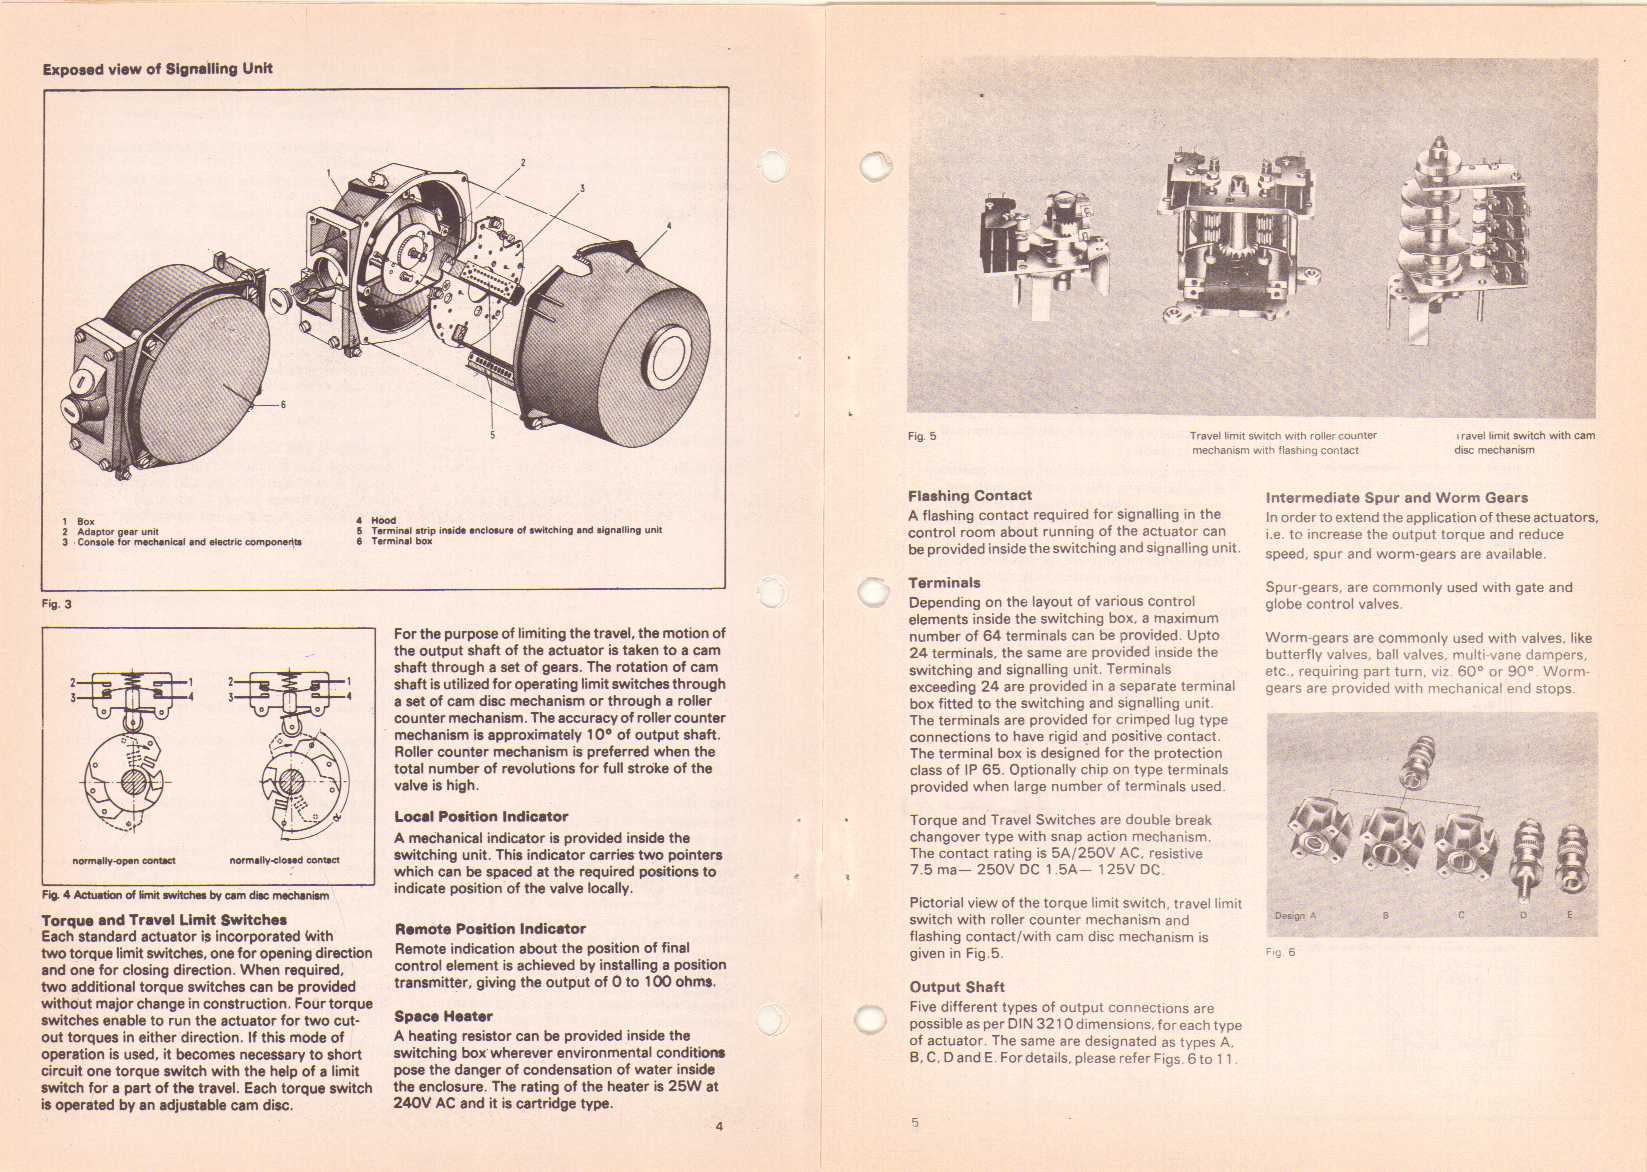 Exposed view of Signalling Unit
1
2
3
4
5
6
1 Box
2 Adaptor gear unit
3 Console for mechanical and electric components
4 Hood
5 Terminal strip inside enclosure of switching and signalling unit
6 Terminal box
Fig. 3
2 1
3 4
2 1
3 4
normally-open contact
normally-closed contact
Fig. 4 Actuation of limit switches by cam disc mechanism
Torque and Travel Limit Switches
Each standard actuator is incorporated with
two torque limit switches, one for opening direction
and one for closing direction. When required,
two additional torque switches can be provided
without major change in construction. Four torque
switches enable to run the actuator for two cut-
out torques in either direction. If this mode of
operation is used, it becomes necessary to short
circuit one torque switch with the help of a limit
switch for a part of the travel. Each torque switch
is operated by an adjustable cam disc.
For the purpose of limiting the travel, the motion of
the output shaft of the actuator is taken to a cam
shaft through a set of gears. The rotation of cam
shaft is utilized for operating limit switches through
a set of cam disc mechanism or through a roller
counter mechanism. The accuracy of roller counter
mechanism is approximately 10° of output shaft.
Roller counter mechanism is preferred when the
total number of revolutions for full stroke of the
valve is high.
Local Position Indicator
A mechanical indicator is provided inside the
switching unit. This indicator carries two pointers
which can be spaced at the required positions to
indicate position of the valve locally.
Remote Position Indicator
Remote indication about the position of final
control element is achieved by installing a position
transmitter, giving the output of 0 to 100 ohms.
Space Heater
A heating resistor can be provided inside the
switching box wherever environmental conditions
pose the danger of condensation of water inside
the enclosure. The rating of the heater is 25W at
240V AC and it is cartridge type.
4
Fig. 5
Travel limit switch with roller counter
mechanism with flashing contact
ravel limit switch with cam
disc mechanism
Flashing Contact
A flashing contact required for signalling in the
control room about running of the actuator can
be provided inside the switching and signalling unit.
Terminals
Depending on the layout of various control
elements inside the switching box, a maximum
number of 64 terminals can be provided. Upto
24 terminals, the same are provided inside the
switching and signalling unit. Terminals
exceeding 24 are provided in a separate terminal
box fitted to the switching and signalling unit.
The terminals are provided for crimped lug type
connections to have rigid and positive contact.
The terminal box is designed for the protection
class of IP 65. Optionally chip on type terminals
provided when large number of terminals used.
Torque and Travel Switches are double break
changover type with snap action mechanism.
The contact rating is 5A/250V AC, resistive
7.5 ma— 250V DC 1.5A— 125V DC.
Pictorial view of the torque limit switch, travel limit
switch with roller counter mechanism and
flashing contact/with cam disc mechanism is
given in Fig.5.
Output Shaft
Five different types of output connections are
possible as per DIN 3210 dimensions, for each type
of actuator. The same are designated as types A,
B, C, D and E. For details, please refer Figs. 6 to 11.
5
Intermediate Spur and Worm Gears
In order to extend the application of these actuators,
i.e. to increase the output torque and reduce
speed, spur and worm-gears are available.
Spur-gears, are commonly used with gate and
globe control valves.
Worm-gears are commonly used with valves, like
butterfly valves, ball valves, multi-vane dampers,
etc., requiring part turn, viz. 60° or 90°. Worm-
gears are provided with mechanical end stops.
Design A B C D E
Fig. 6